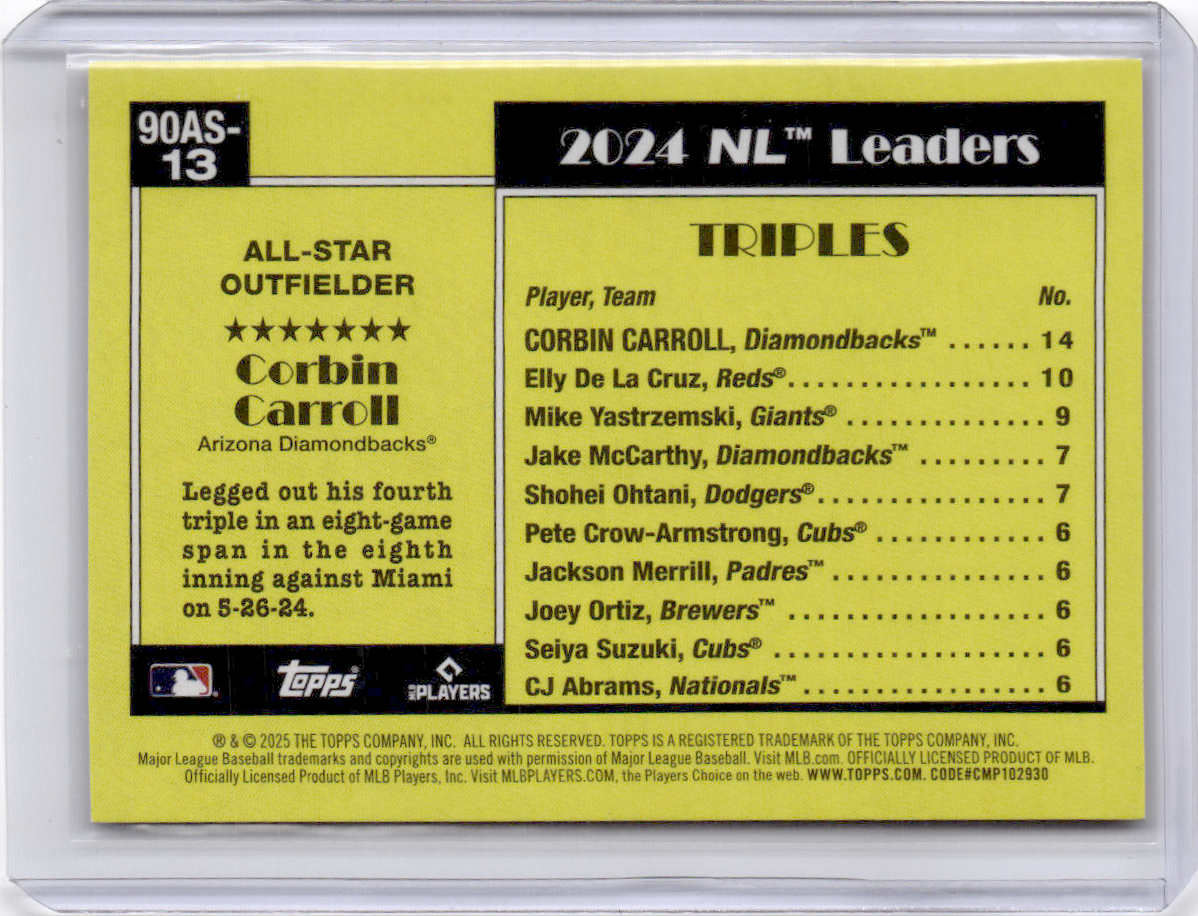 90AS-
13
2024 NL™ Leaders
ALL-STAR
OUTFIELDER
★★★★★★★
Corbin
Carroll
Arizona Diamondbacks®
Legged out his fourth
triple in an eight-game
span in the eighth
inning against Miami
on 5-26-24.
TRIPLES
Player, Team No.
CORBIN CARROLL, Diamondbacks™ ...... 14
Elly De La Cruz, Reds®................. 10
Mike Yastrzemski, Giants® .............. 9
Jake McCarthy, Diamondbacks™ ......... 7
Shohei Ohtani, Dodgers®................ 7
Pete Crow-Armstrong, Cubs® ............ 6
Jackson Merrill, Padres™ ............... 6
Joey Ortiz, Brewers™ .................. 6
Seiya Suzuki, Cubs® ................... 6
CJ Abrams, Nationals™ ................. 6
Topps®
MLB PLAYERS
® & © 2025 THE TOPPS COMPANY, INC. ALL RIGHTS RESERVED. TOPPS IS A REGISTERED TRADEMARK OF THE TOPPS COMPANY, INC.
Major League Baseball trademarks and copyrights are used with permission of Major League Baseball. Visit MLB.com. OFFICIALLY LICENSED PRODUCT OF MLB.
Officially Licensed Product of MLB Players, Inc. Visit MLBPLAYERS.COM, the Players Choice on the web. WWW.TOPPS.COM. CODE#CMP102930